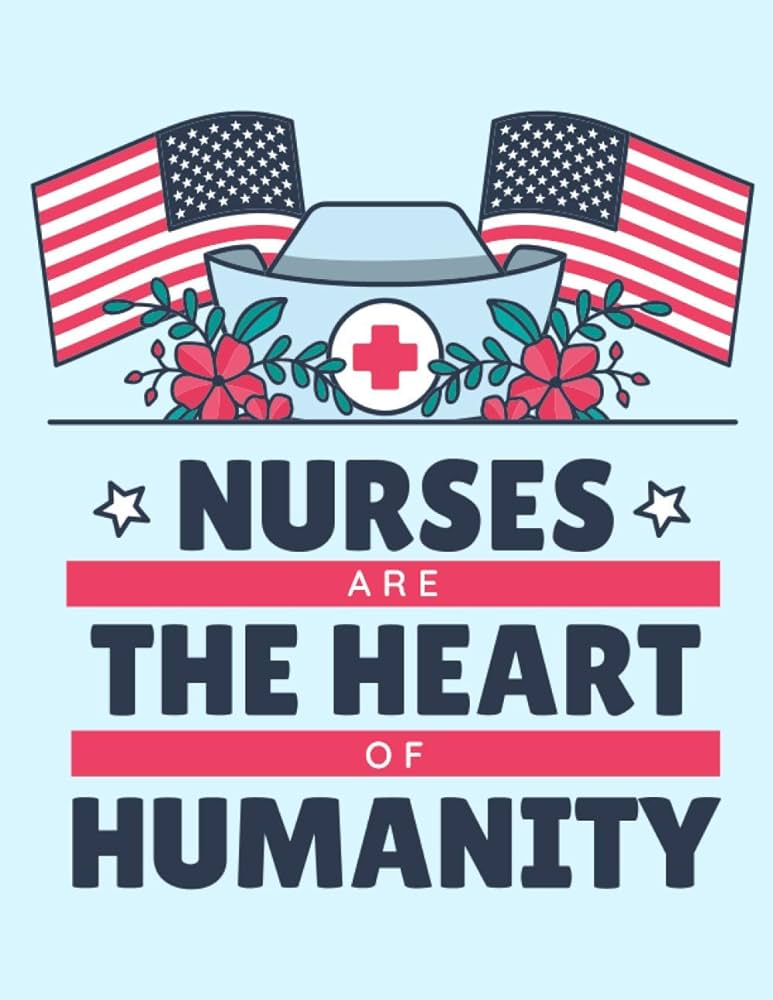 NURSES
ARE
THE HEART
OF
HUMANITY